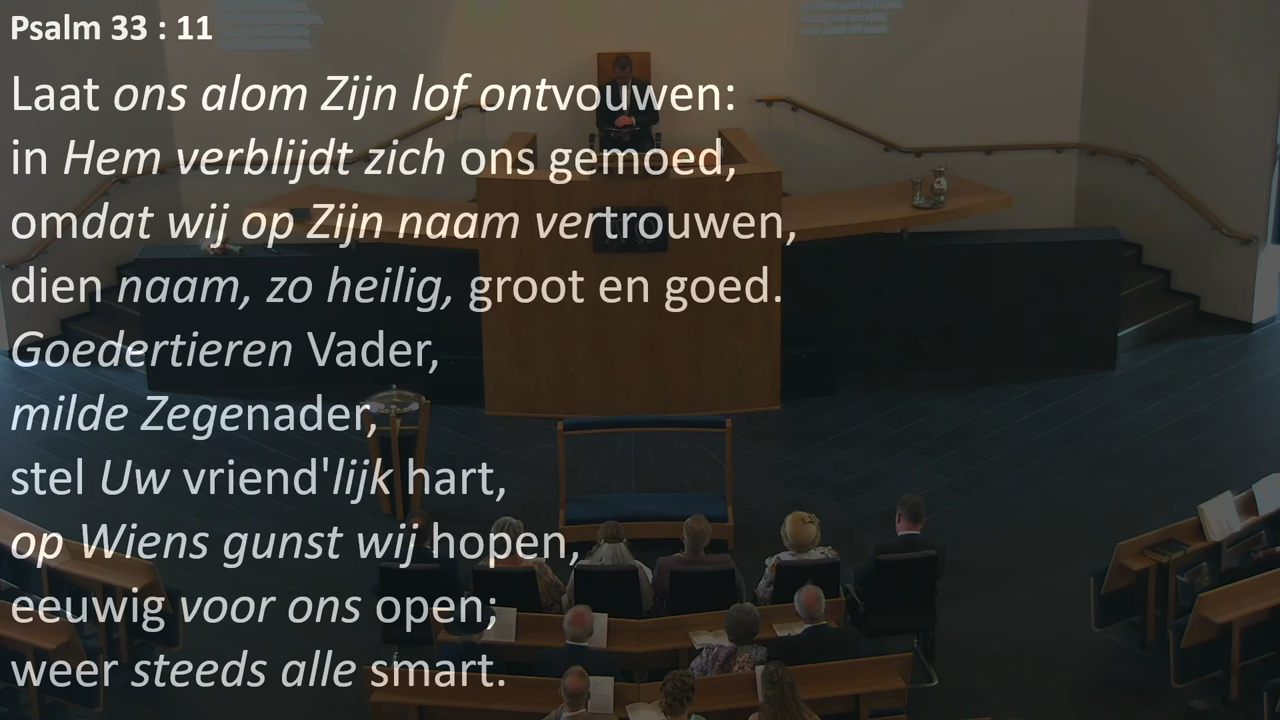 Psalm 33 : 11
Laat ons alom Zijn lof ontvouwen:
in Hem verblijdt zich ons gemoed,
omdat wij op Zijn naam vertrouwen,
dien naam, zo heilig, groot en goed.
Goedertieren Vader,
milde Zegenader,
stel Uw vriend'lijk hart,
op Wiens gunst wij hopen,
eeuwig voor ons open;
weer steeds alle smart.